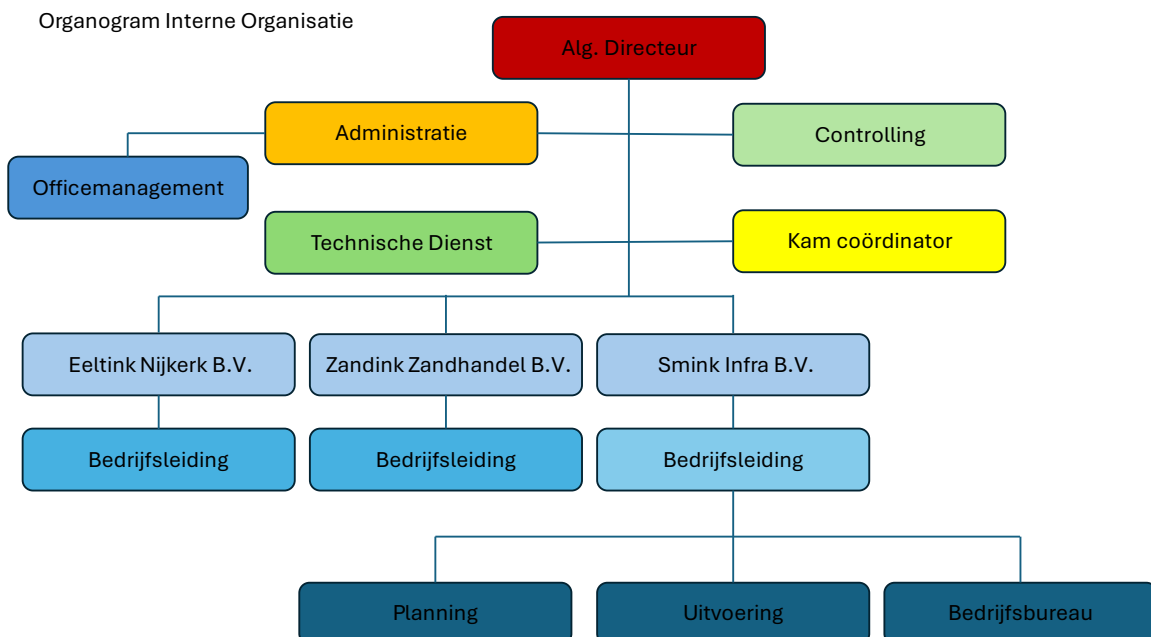 Organogram Interne Organisatie
Alg. Directeur
Administratie
Controlling
Officemanagement
Technische Dienst
Kam coördinator
Eeltink Nijkerk B.V.
Zandink Zandhandel B.V.
Smink Infra B.V.
Bedrijfsleiding
Bedrijfsleiding
Bedrijfsleiding
Planning
Uitvoering
Bedrijfsbureau